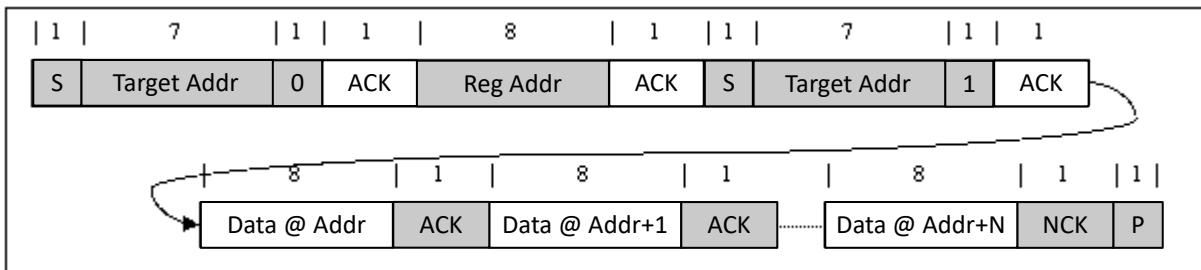 | 1 | 7 | 1 | 1 | 8 | 1 | 1 | 7 | 1 | 1
S Target Addr 0 ACK Reg Addr ACK S Target Addr 1 ACK
| 8 | 1 | 8 | 1 | 8 | 1 | 1 |
Data @ Addr ACK Data @ Addr+1 ACK Data @ Addr+N NCK P